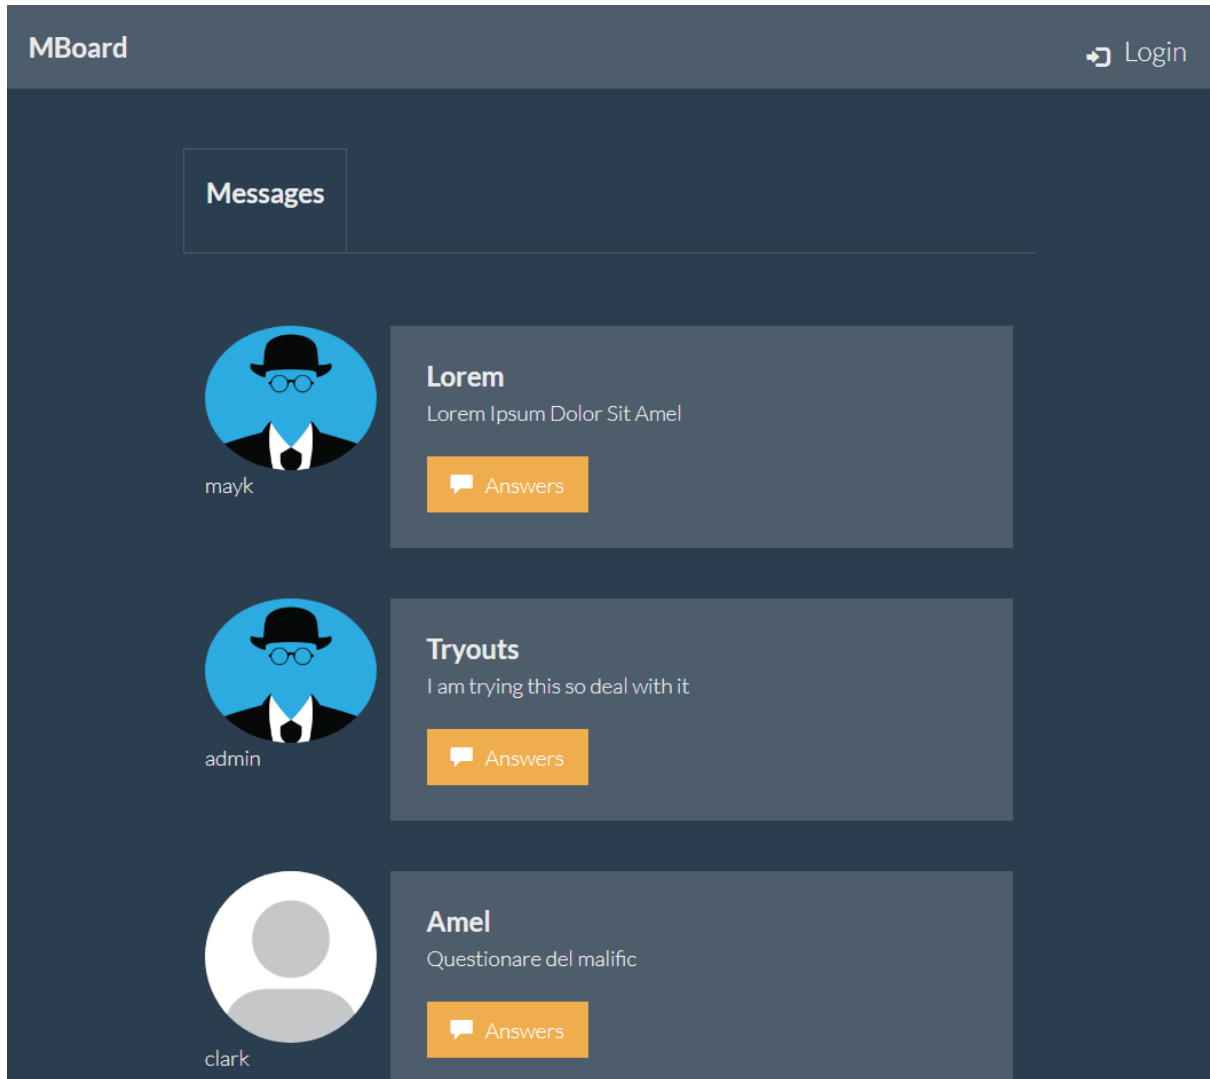 MBoard
Login
Messages
Lorem
Lorem Ipsum Dolor Sit Amel
Answers
mayk
Tryouts
I am trying this so deal with it
Answers
admin
Amel
Questionare del malific
Answers
clark